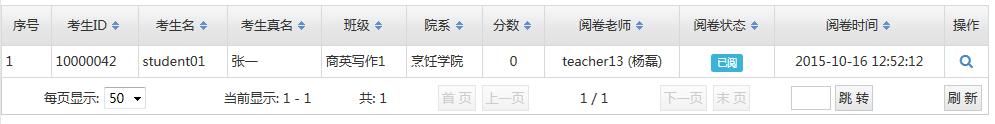 序号 考生ID 考生名 考生真名 班级 院系 分数 阅卷老师 阅卷状态 阅卷时间 操作
1 10000042 student01 张一 商英写作1 烹饪学院 0 teacher13 (杨磊) 已阅 2015-10-16 12:52:12
每页显示: 50 当前显示: 1 - 1 共: 1 首 页 上一页 1 / 1 下一页 末 页 跳 转 刷 新